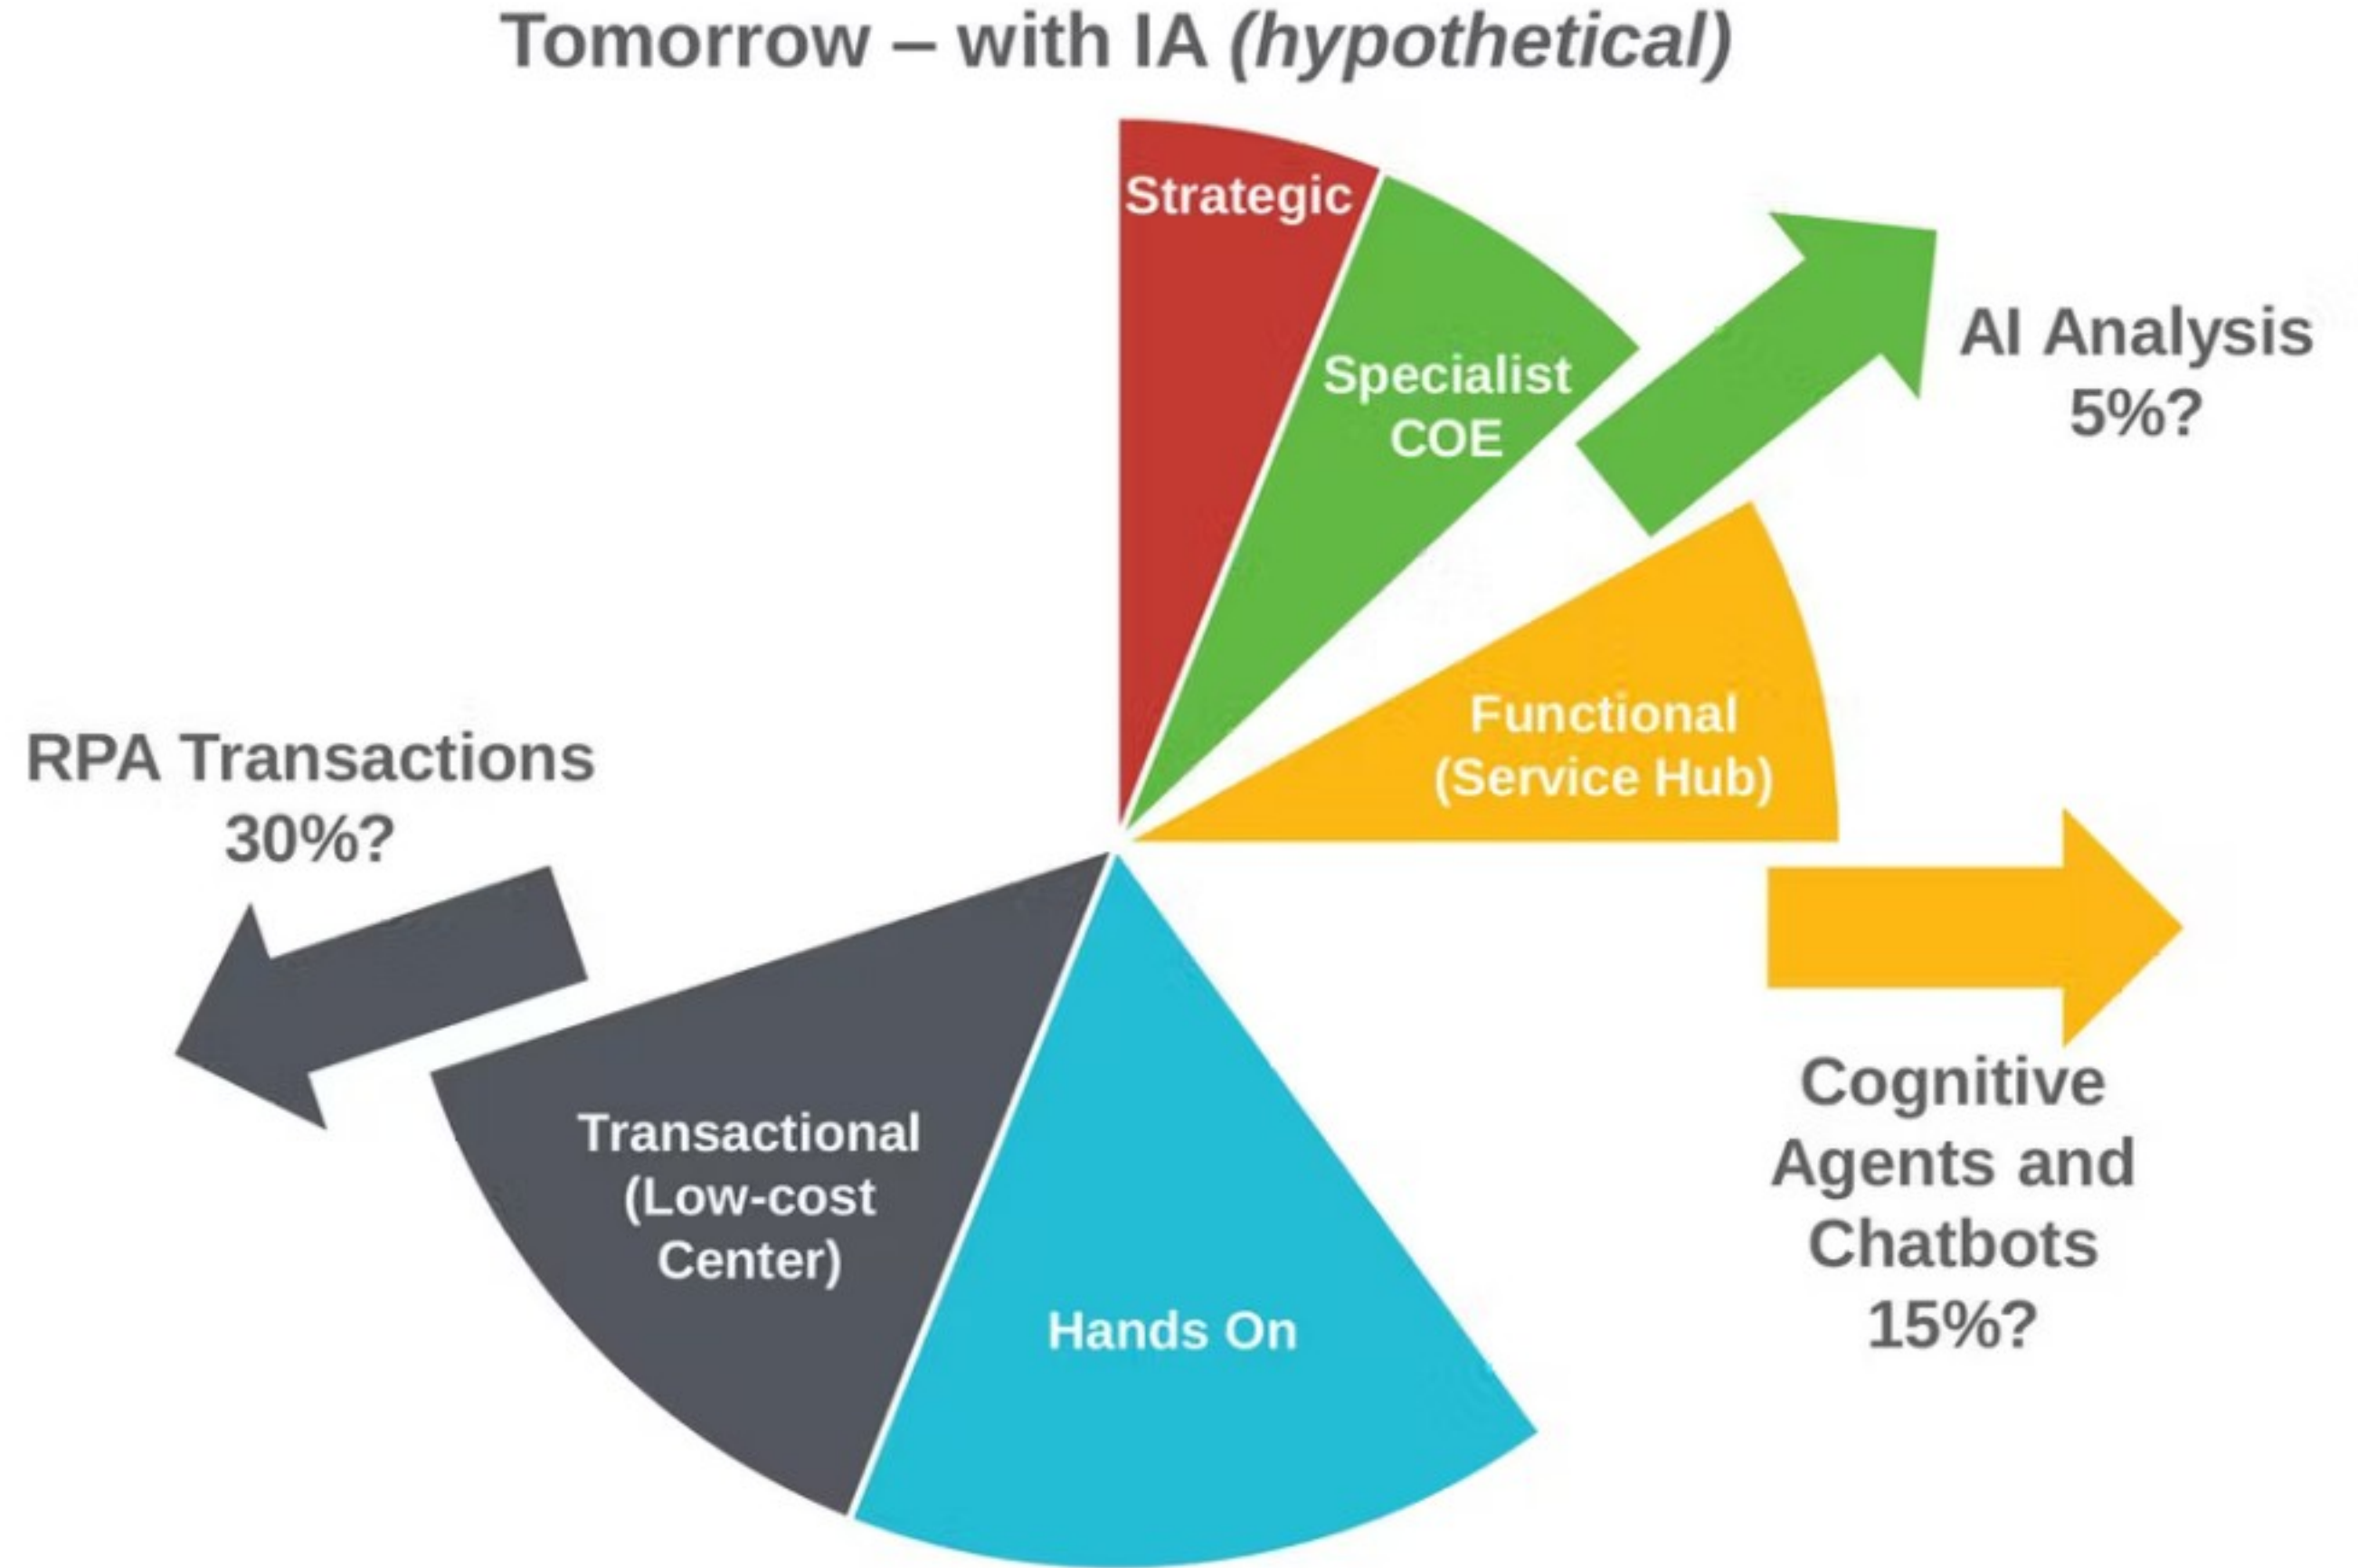 Tomorrow – with IA (hypothetical)
Strategic
Specialist
COE
AI Analysis
5%?
Functional
(Service Hub)
RPA Transactions
30%?
Cognitive
Agents and
Chatbots
15%?
Transactional
(Low-cost
Center)
Hands On